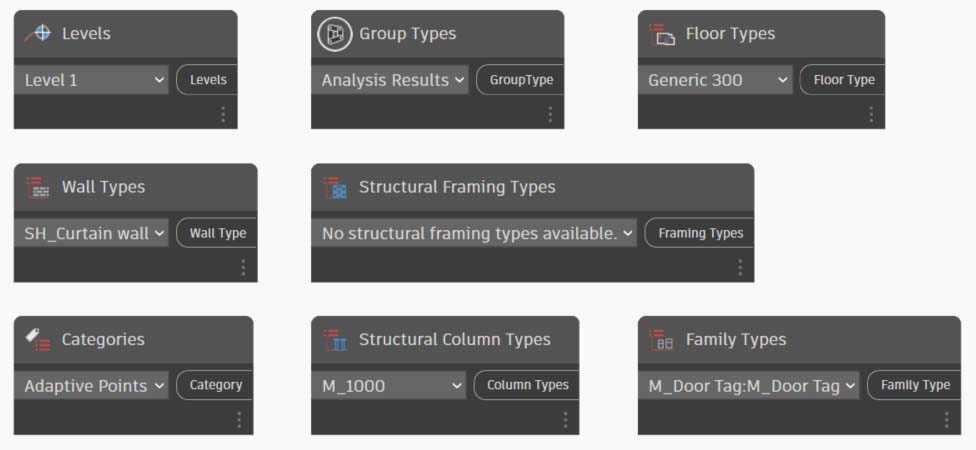 Levels
Level 1
Levels
Group Types
Analysis Results
GroupType
Floor Types
Generic 300
Floor Type
Wall Types
SH_Curtain wall
Wall Type
Structural Framing Types
No structural framing types available.
Framing Types
Categories
Adaptive Points
Category
Structural Column Types
M_1000
Column Types
Family Types
M_Door Tag:M_Door Tag
Family Type